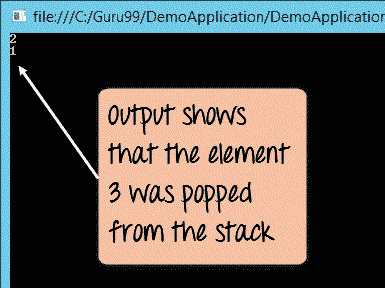 file:///C:/Guru99/DemoApplication/DemoApplication
2
1
Output shows
that the element
3 was popped
from the stack